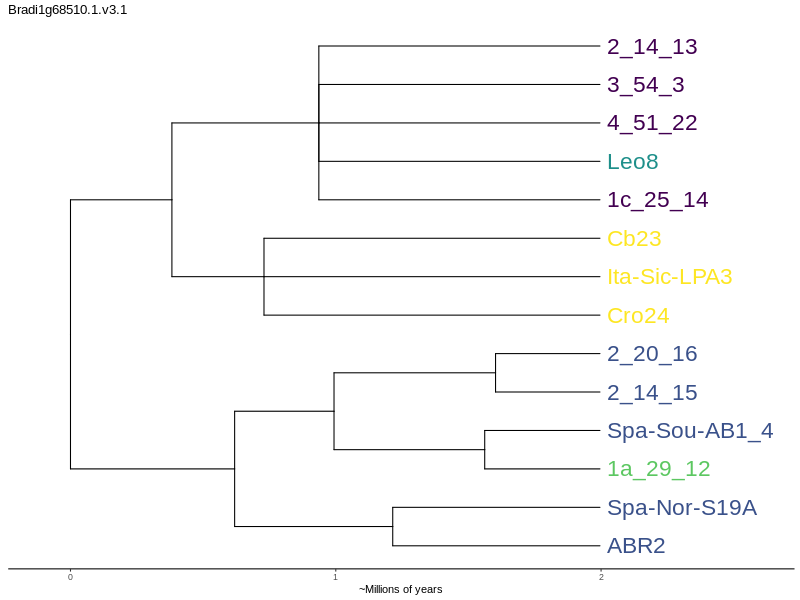 Bradi1g68510.1.v3.1
2_14_13
3_54_3
4_51_22
Leo8
1c_25_14
Cb23
Ita-Sic-LPA3
Cro24
2_20_16
2_14_15
Spa-Sou-AB1_4
1a_29_12
Spa-Nor-S19A
ABR2
0 1 2
~Millions of years